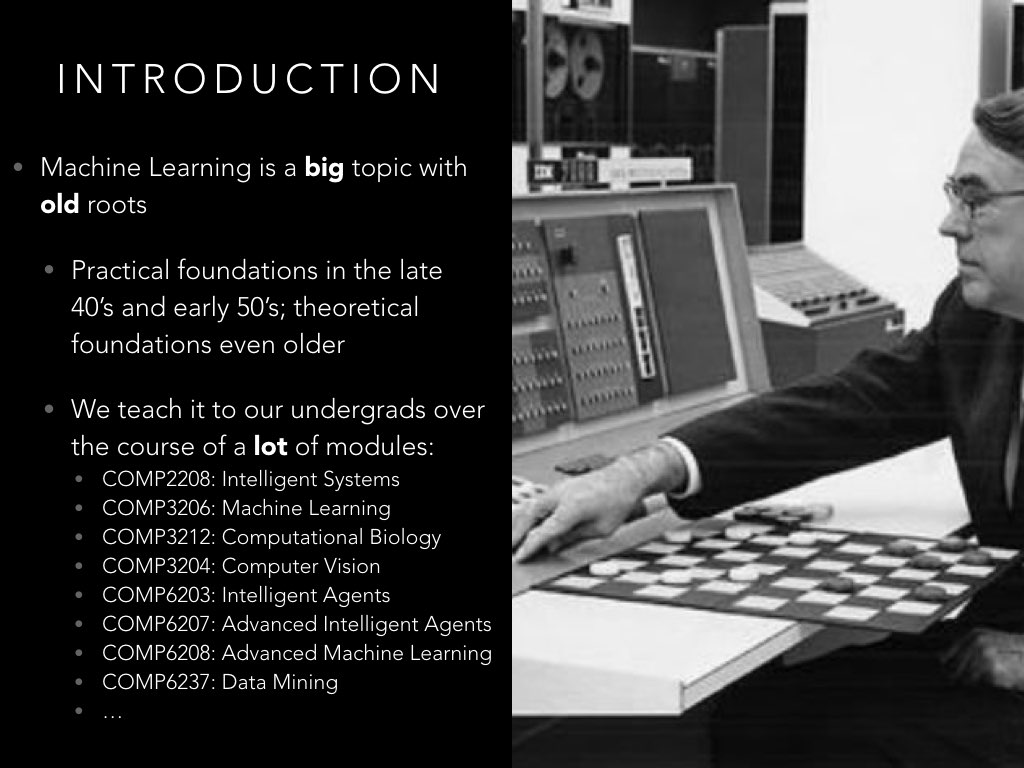 INTRODUCTION
• Machine Learning is a big topic with
old roots
• Practical foundations in the late
40’s and early 50’s; theoretical
foundations even older
• We teach it to our undergrads over
the course of a lot of modules:
• COMP2208: Intelligent Systems
• COMP3206: Machine Learning
• COMP3212: Computational Biology
• COMP3204: Computer Vision
• COMP6203: Intelligent Agents
• COMP6207: Advanced Intelligent Agents
• COMP6208: Advanced Machine Learning
• COMP6237: Data Mining
• …
IBM